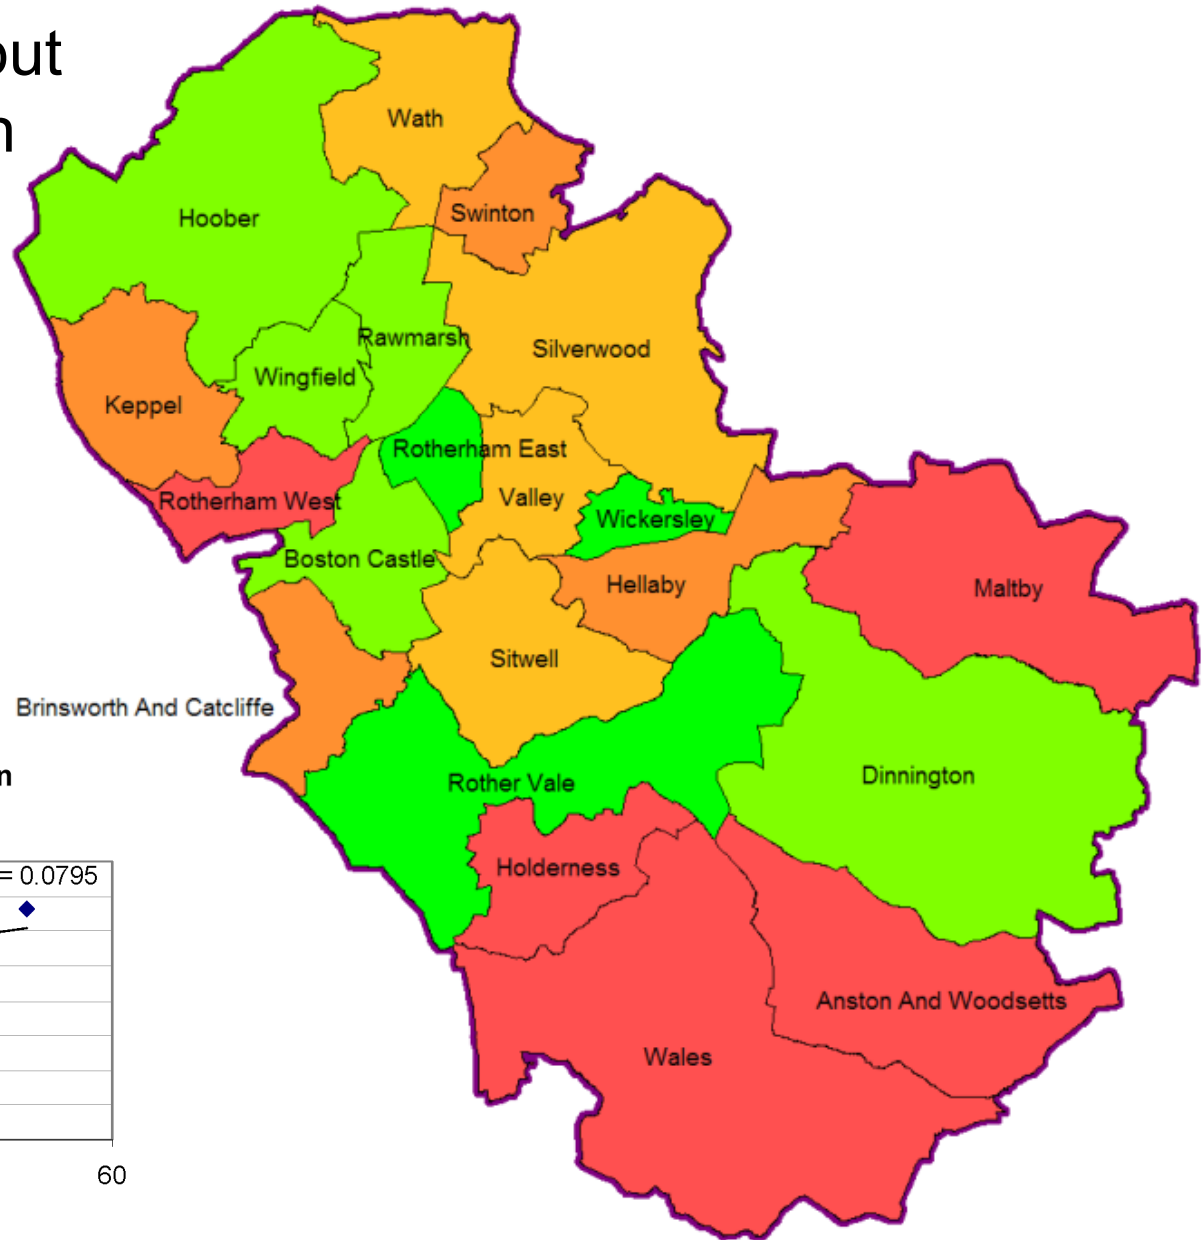 out
n
Wath
Swinton
Hoober
Rawmarsh
Silverwood
Wingfield
Keppel
Rotherham East
Rotherham West
Valley
Wickersley
Boston Castle
Hellaby
Maltby
Sitwell
Brinsworth And Catcliffe
n
Dinnington
Rother Vale
Holderness
= 0.0795
Anston And Woodsetts
Wales
60